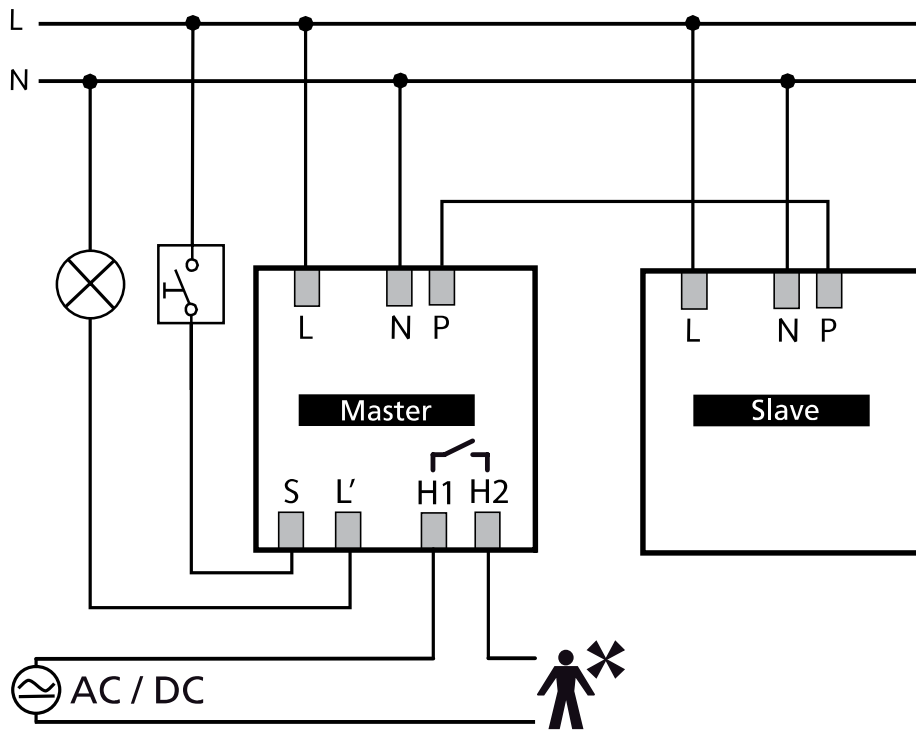 L
N
L N P
L N P
Master
Slave
S L′ H1 H2
AC / DC